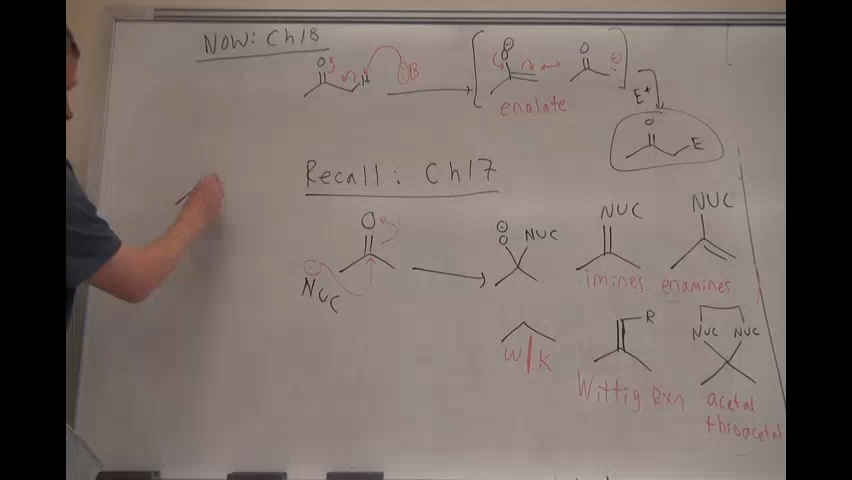 NOW: Ch18
O H :B
O O
enolate
E+
O
E
Recall: Ch17
O
NUC
O NUC
NUC
NUC
imines
enamines
W/K
R
Wittig Rxn
NUC NUC
acetal
thioacetal